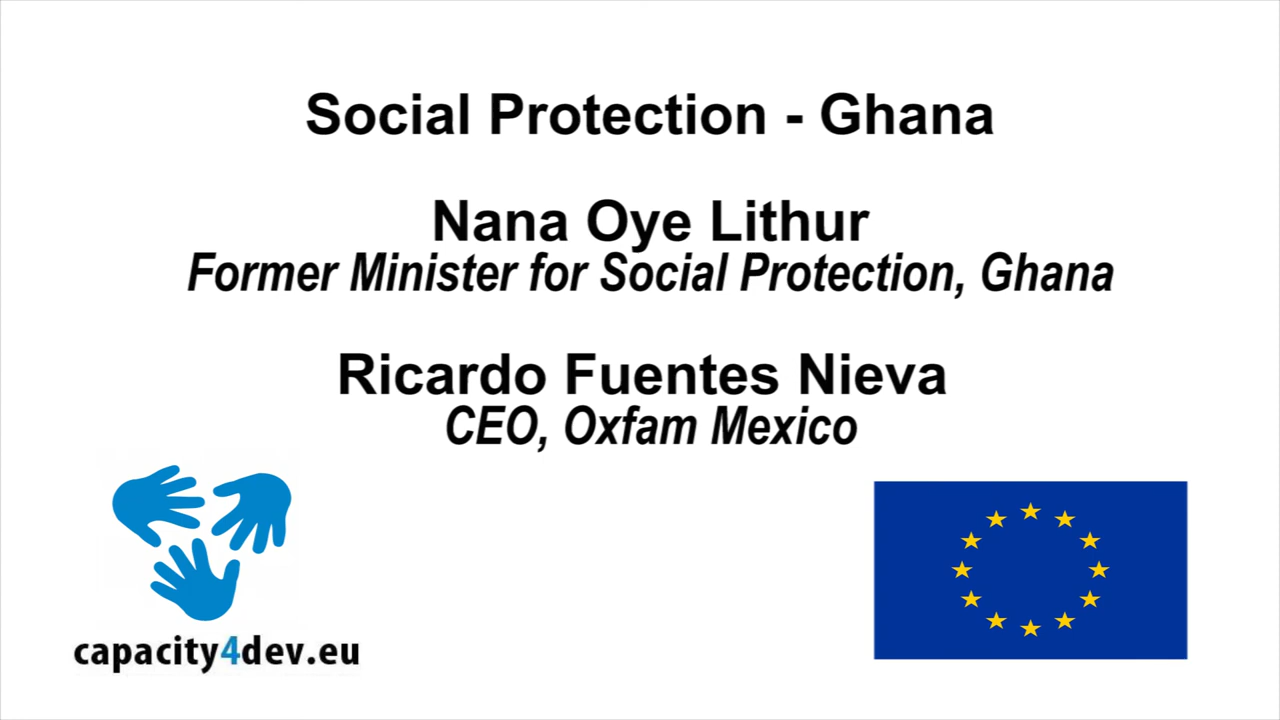 Social Protection - Ghana
Nana Oye Lithur
Former Minister for Social Protection, Ghana
Ricardo Fuentes Nieva
CEO, Oxfam Mexico
capacity4dev.eu